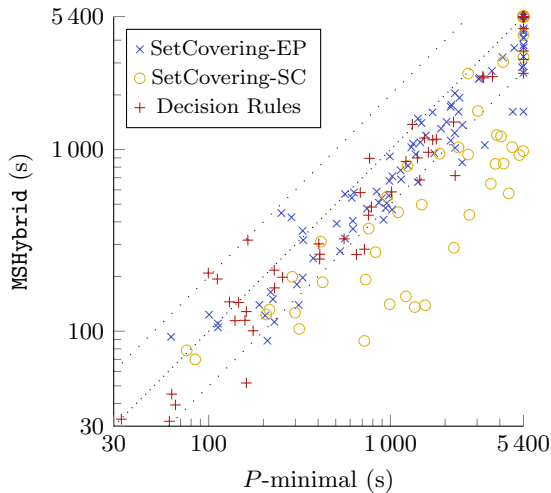 5 400
SetCovering-EP
SetCovering-SC
Decision Rules
1 000
MSHybrid (s)
100
30
30 100 1 000 5 400
P-minimal (s)